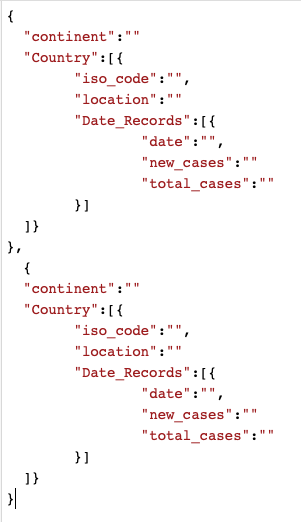 {
"continent":""
"Country":[{
"iso_code":"",
"location":""
"Date_Records":[{
"date":"",
"new_cases":""
"total_cases":""
}]
]}
},
{
"continent":""
"Country":[{
"iso_code":"",
"location":""
"Date_Records":[{
"date":"",
"new_cases":""
"total_cases":""
}]
]}
}